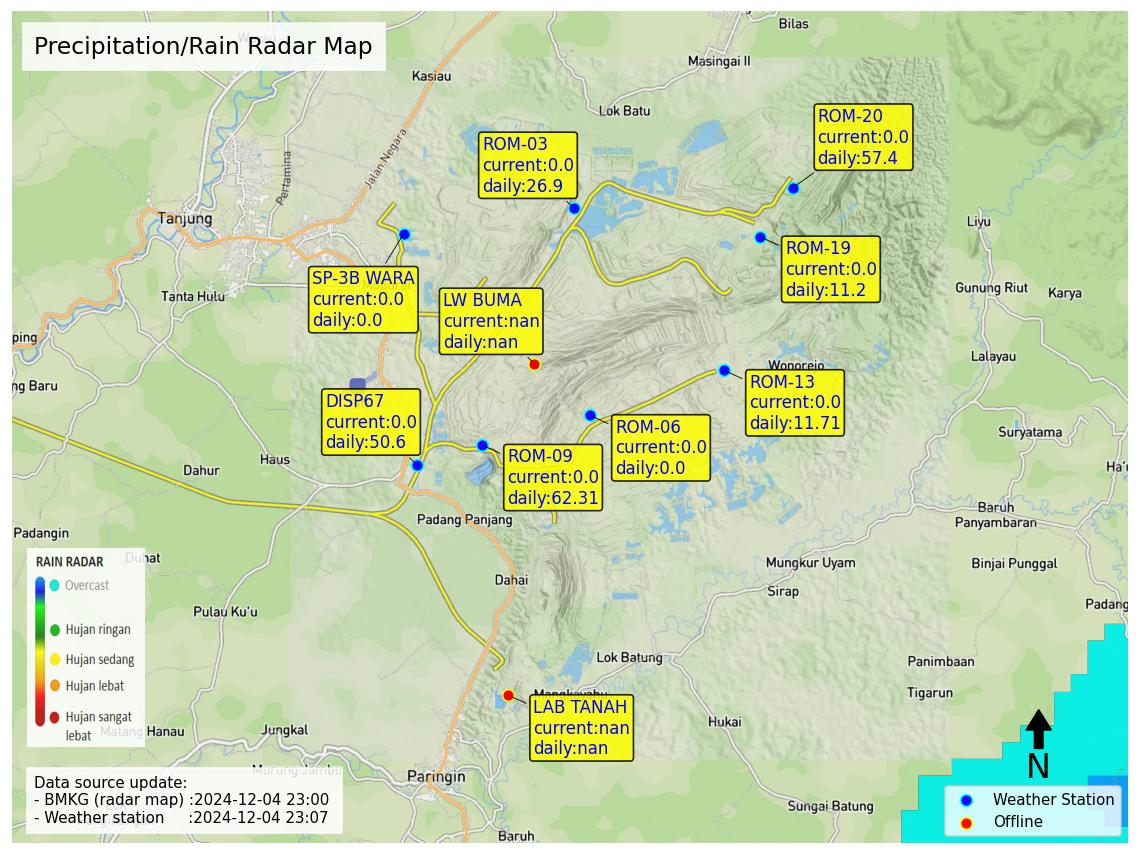 Precipitation/Rain Radar Map
Bilas
Masingai II
Kasiau
Lok Batu
Jalan Negara
Pertamina
Tanjung
Tanta Hulu
ping
ng Baru
Liyu
Gunung Riut
Karya
Lalayau
Wonorejo
Suryatama
Ha'u
Baruh
Panyambaran
Binjai Punggal
Padang
ROM-20
current:0.0
daily:57.4
ROM-03
current:0.0
daily:26.9
ROM-19
current:0.0
daily:11.2
SP-3B WARA
current:0.0
daily:0.0
LW BUMA
current:nan
daily:nan
ROM-13
current:0.0
daily:11.71
DISP67
current:0.0
daily:50.6
ROM-06
current:0.0
daily:0.0
ROM-09
current:0.0
daily:62.31
Haus
Dahur
Padang Panjang
Padangin
Duhat
Dahai
Mungkur Uyam
Sirap
Pulau Ku'u
Lok Batung
Panimbaan
Tigarun
Mangkayahu
Hukai
LAB TANAH
current:nan
daily:nan
RAIN RADAR
Overcast
Hujan ringan
Hujan sedang
Hujan lebat
Hujan sangat
lebat
Matang Hanau
Jungkal
Murung Jambu
Paringin
Sungai Batung
Baruh
Data source update:
- BMKG (radar map) :2024-12-04 23:00
- Weather station :2024-12-04 23:07
N
Weather Station
Offline